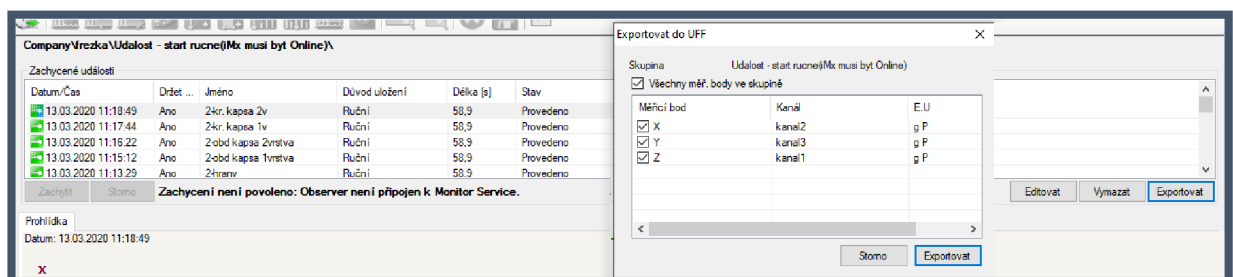 Company\frezka\Udalost - start rucne(iMx musi byt Online)\
Zachycené události
Datum/Čas Držet ... Jméno Důvod uložení Délka [s] Stav
13.03.2020 11:18:49 Ano 2-kr. kapsa 2v Ruční 58,9 Provedeno
13.03.2020 11:17:44 Ano 2-kr. kapsa 1v Ruční 58,9 Provedeno
13.03.2020 11:16:22 Ano 2-obd kapsa 2vrstva Ruční 58,9 Provedeno
13.03.2020 11:15:12 Ano 2-obd kapsa 1vrstva Ruční 58,9 Provedeno
13.03.2020 11:13:29 Ano 2-hrany Ruční 58,9 Provedeno
Zachytit Storno Zachycení není povoleno: Observer není připojen k Monitor Service.
Editovat Vymazat Exportovat
Prohlídka
Datum: 13.03.2020 11:18:49
x
Exportovat do UFF
Skupina Udalost - start rucne(iMx musi byt Online)
Všechny měř. body ve skupině
Měřicí bod Kanál E.U
X kanal2 g P
Y kanal3 g P
Z kanal1 g P
Storno Exportovat